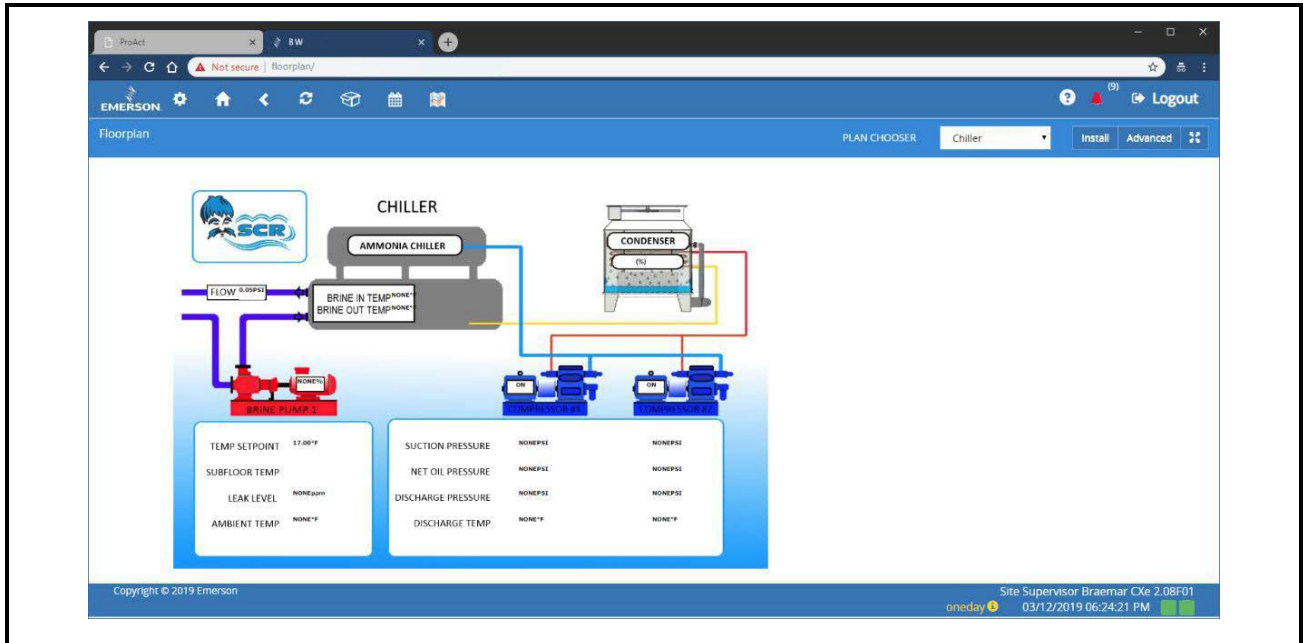 ProAct
BW
Not secure | floorplan/
EMERSON
(9)
Logout
Floorplan
PLAN CHOOSER
Chiller
Install
Advanced
SCR
CHILLER
AMMONIA CHILLER
CONDENSER
(%)
FLOW 0.05PSI
BRINE IN TEMP NONE°F
BRINE OUT TEMP NONE°F
NONE%
ON
ON
BRINE PUMP 1
COMPRESSOR #1
COMPRESSOR #2
TEMP SETPOINT 17.00°F
SUBFLOOR TEMP
LEAK LEVEL NONEppm
AMBIENT TEMP NONE°F
SUCTION PRESSURE NONEPSI NONEPSI
NET OIL PRESSURE NONEPSI NONEPSI
DISCHARGE PRESSURE NONEPSI NONEPSI
DISCHARGE TEMP NONE°F NONE°F
Copyright © 2019 Emerson
Site Supervisor Braemar CXe 2.08F01
oneday
03/12/2019 06:24:21 PM